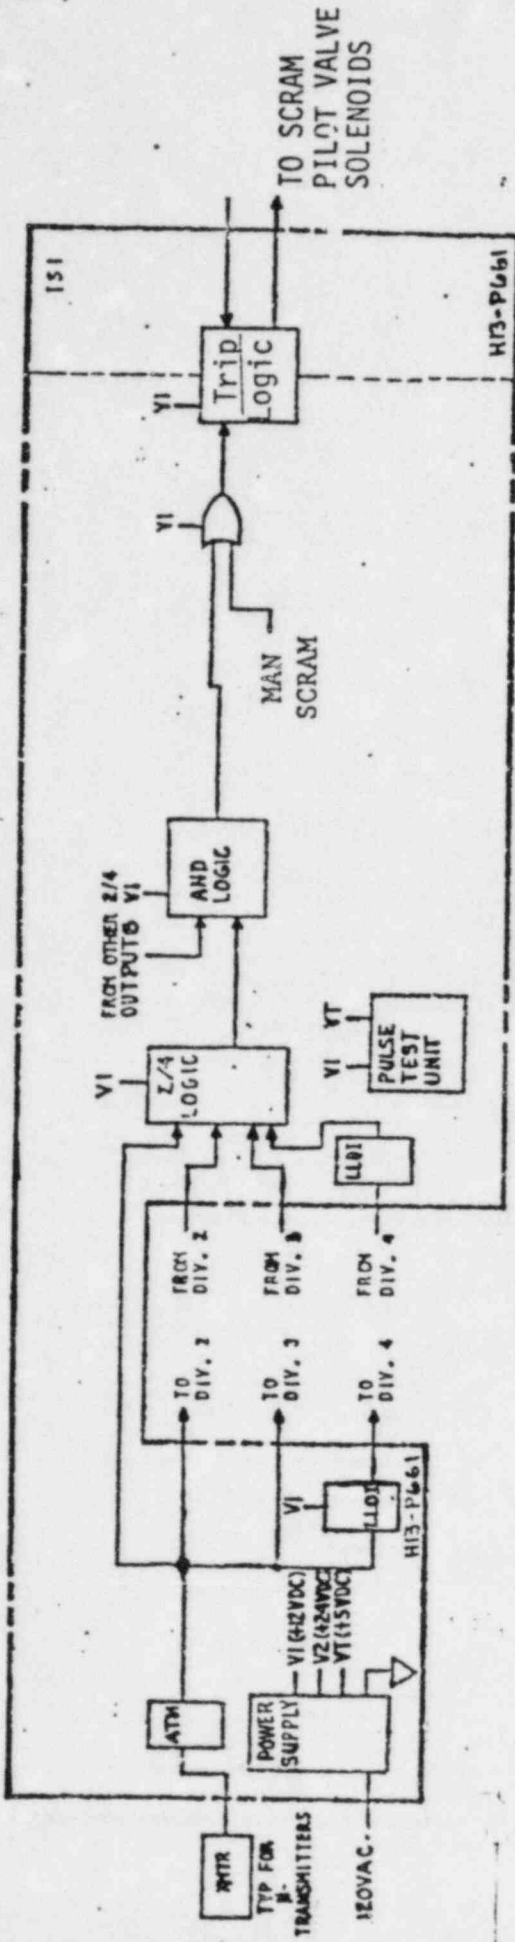 XMTR
TYP FOR
N-
TRANSMITTERS
120VAC.
ATM
POWER
SUPPLY
V1 (+12VDC)
V2 (+24VDC)
VT (+5VDC)
V1
LLDI
H13-P661
TO
DIV. 2
TO
DIV. 3
TO
DIV. 4
FROM
DIV. 2
FROM
DIV. 3
FROM
DIV. 4
LLDI
V1
2/4
LOGIC
V1
VT
PULSE
TEST
UNIT
FROM OTHER 2/4
OUTPUTS
V1
AND
LOGIC
MAN
SCRAM
V1
V1
Trip
Logic
ISI
H13-P661
TO SCRAM
PILOT VALVE
SOLENOIDS